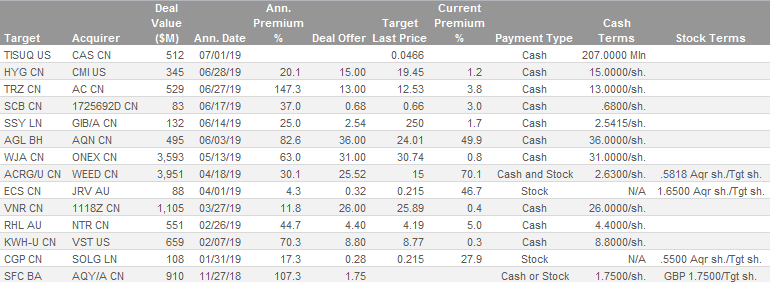 Deal Ann. Target Current
Value Premium Last Premium Cash
Target Acquirer ($M) Ann. Date % Deal Offer Price % Payment Type Terms Stock Terms
TISUQ US CAS CN 512 07/01/19 0.0466 Cash 207.0000 Mln
HYG CN CMI US 345 06/28/19 20.1 15.00 19.45 1.2 Cash 15.0000/sh.
TRZ CN AC CN 529 06/27/19 147.3 13.00 12.53 3.8 Cash 13.0000/sh.
SCB CN 1725692D CN 83 06/17/19 37.0 0.68 0.66 3.0 Cash .6800/sh.
SSY LN GIB/A CN 132 06/14/19 25.0 2.54 250 1.7 Cash 2.5415/sh.
AGL BH AQN CN 495 06/03/19 82.6 36.00 24.01 49.9 Cash 36.0000/sh.
WJA CN ONEX CN 3,593 05/13/19 63.0 31.00 30.74 0.8 Cash 31.0000/sh.
ACRG/U CN WEED CN 3,951 04/18/19 30.1 25.52 15 70.1 Cash and Stock 2.6300/sh. .5818 Aqr sh./Tgt sh.
ECS CN JRV AU 88 04/01/19 4.3 0.32 0.215 46.7 Stock N/A 1.6500 Aqr sh./Tgt sh.
VNR CN 1118Z CN 1,105 03/27/19 11.8 26.00 25.89 0.4 Cash 26.0000/sh.
RHL AU NTR CN 551 02/26/19 44.7 4.40 4.19 5.0 Cash 4.4000/sh.
KWH-U CN VST US 659 02/07/19 70.3 8.80 8.77 0.3 Cash 8.8000/sh.
CGP CN SOLG LN 108 01/31/19 17.3 0.28 0.215 27.9 Stock N/A .5500 Aqr sh./Tgt sh.
SFC BA AQY/A CN 910 11/27/18 107.3 1.75 Cash or Stock 1.7500/sh. GBP 1.7500/Tgt sh.